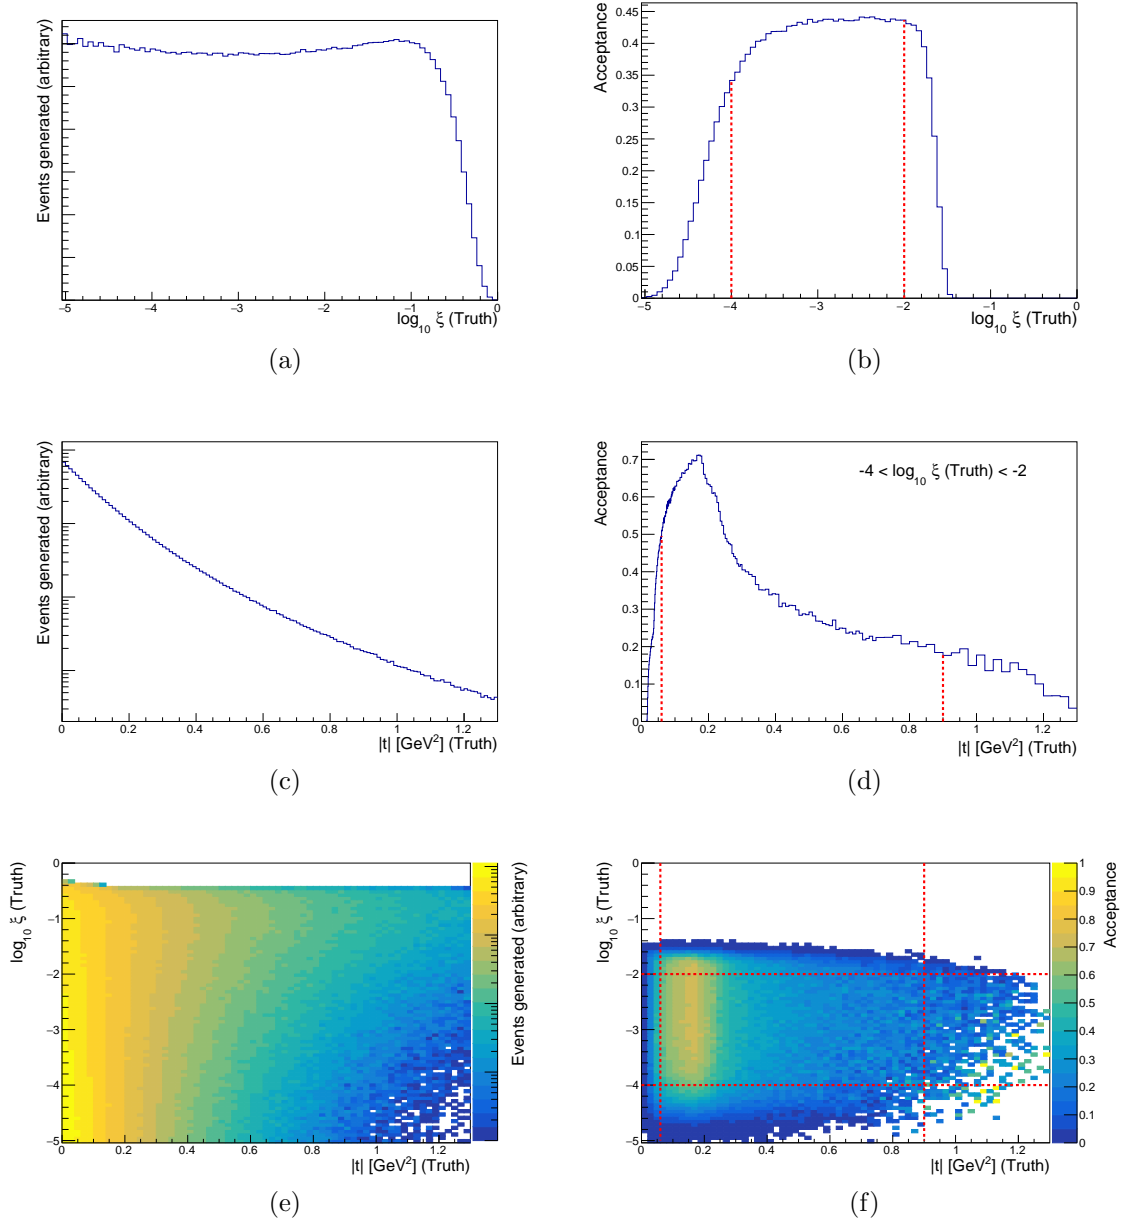 Events generated (arbitrary)
−5 −4 −3 −2 −1 0
log10 ξ (Truth)
(a)
Acceptance
0.45
0.4
0.35
0.3
0.25
0.2
0.15
0.1
0.05
0
−5 −4 −3 −2 −1 0
log10 ξ (Truth)
(b)
Events generated (arbitrary)
0 0.2 0.4 0.6 0.8 1 1.2
|t| [GeV2] (Truth)
(c)
Acceptance
0.7
0.6
0.5
0.4
0.3
0.2
0.1
0
-4 < log10 ξ (Truth) < -2
0 0.2 0.4 0.6 0.8 1 1.2
|t| [GeV2] (Truth)
(d)
log10 ξ (Truth)
0
−1
−2
−3
−4
−5
0 0.2 0.4 0.6 0.8 1 1.2
|t| [GeV2] (Truth)
Events generated (arbitrary)
(e)
log10 ξ (Truth)
0
−1
−2
−3
−4
−5
0 0.2 0.4 0.6 0.8 1 1.2
|t| [GeV2] (Truth)
1
0.9
0.8
0.7
0.6
0.5
0.4
0.3
0.2
0.1
0
Acceptance
(f)